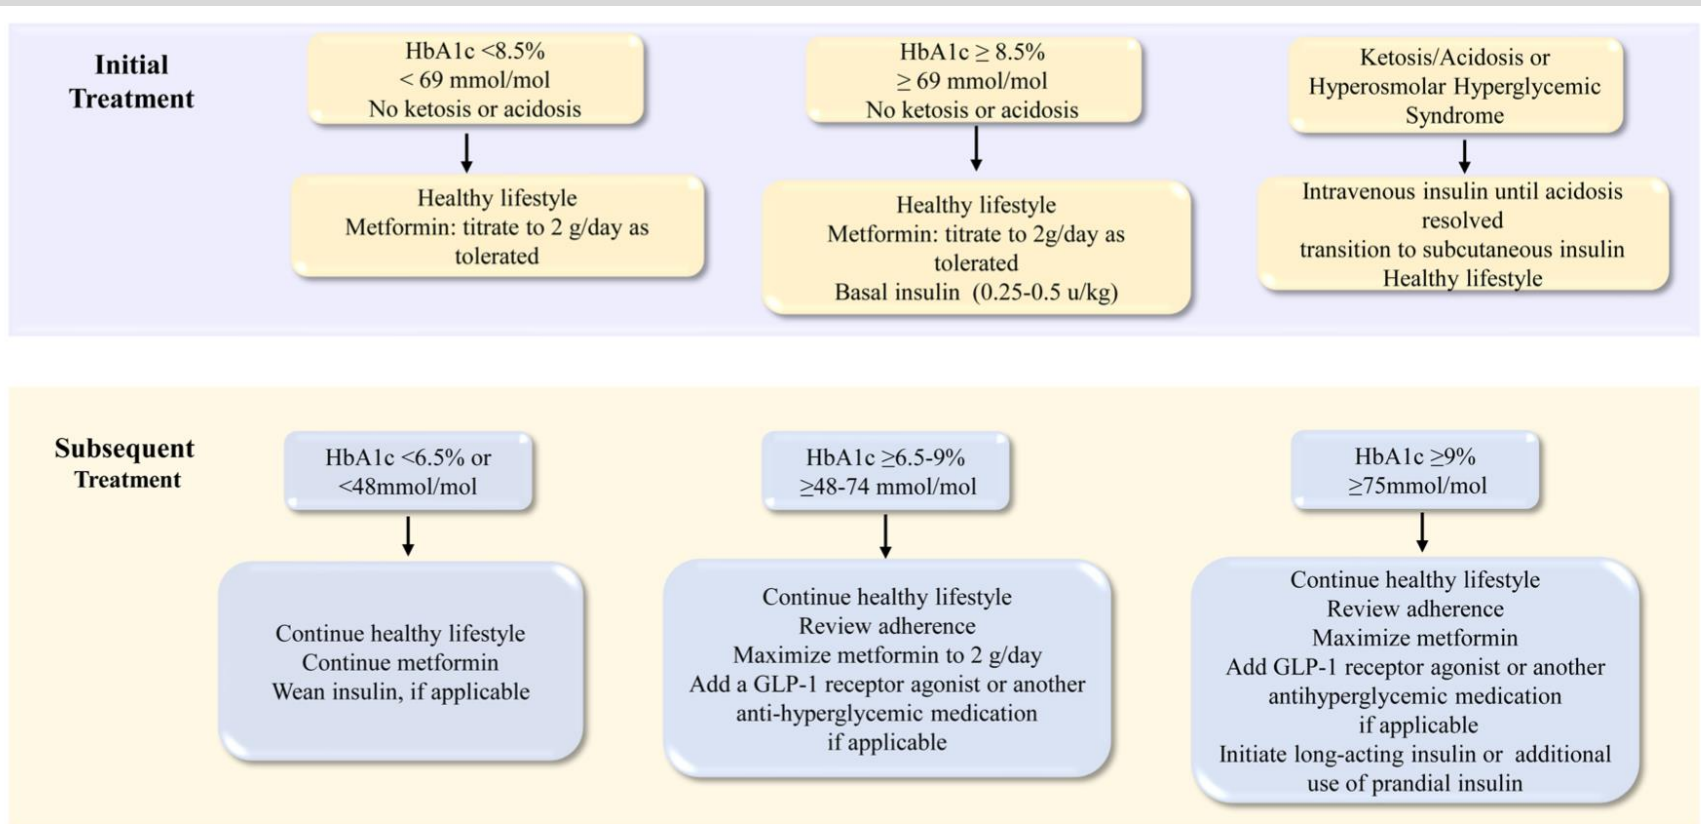 Initial
Treatment
HbA1c <8.5%
< 69 mmol/mol
No ketosis or acidosis
Healthy lifestyle
Metformin: titrate to 2 g/day as
tolerated
HbA1c ≥ 8.5%
≥ 69 mmol/mol
No ketosis or acidosis
Healthy lifestyle
Metformin: titrate to 2g/day as
tolerated
Basal insulin (0.25-0.5 u/kg)
Ketosis/Acidosis or
Hyperosmolar Hyperglycemic
Syndrome
Intravenous insulin until acidosis
resolved
transition to subcutaneous insulin
Healthy lifestyle
Subsequent
Treatment
HbA1c <6.5% or
<48mmol/mol
Continue healthy lifestyle
Continue metformin
Wean insulin, if applicable
HbA1c ≥6.5-9%
≥48-74 mmol/mol
Continue healthy lifestyle
Review adherence
Maximize metformin to 2 g/day
Add a GLP-1 receptor agonist or another
anti-hyperglycemic medication
if applicable
HbA1c ≥9%
≥75mmol/mol
Continue healthy lifestyle
Review adherence
Maximize metformin
Add GLP-1 receptor agonist or another
antihyperglycemic medication
if applicable
Initiate long-acting insulin or additional
use of prandial insulin